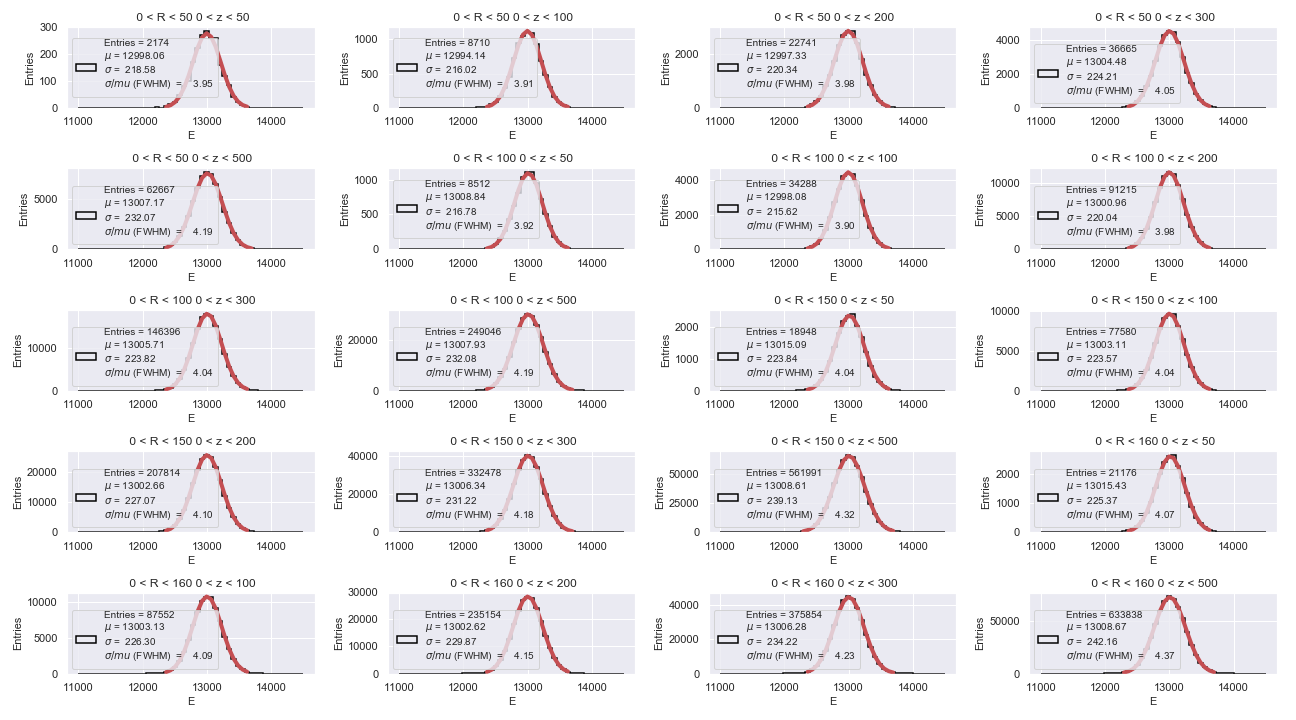 0 < R < 50 0 < z < 50
Entries
300
200
100
0
Entries = 2174
μ = 12998.06
σ = 218.58
σ/mu (FWHM) = 3.95
11000 12000 13000 14000
E
0 < R < 50 0 < z < 100
Entries
1000
500
0
Entries = 8710
μ = 12994.14
σ = 216.02
σ/mu (FWHM) = 3.91
11000 12000 13000 14000
E
0 < R < 50 0 < z < 200
Entries
2000
0
Entries = 22741
μ = 12997.33
σ = 220.34
σ/mu (FWHM) = 3.98
11000 12000 13000 14000
E
0 < R < 50 0 < z < 300
Entries
4000
2000
0
Entries = 36665
μ = 13004.48
σ = 224.21
σ/mu (FWHM) = 4.05
11000 12000 13000 14000
E
0 < R < 50 0 < z < 500
Entries
5000
0
Entries = 62667
μ = 13007.17
σ = 232.07
σ/mu (FWHM) = 4.19
11000 12000 13000 14000
E
0 < R < 100 0 < z < 50
Entries
1000
500
0
Entries = 8512
μ = 13008.84
σ = 216.78
σ/mu (FWHM) = 3.92
11000 12000 13000 14000
E
0 < R < 100 0 < z < 100
Entries
4000
2000
0
Entries = 34288
μ = 12998.08
σ = 215.62
σ/mu (FWHM) = 3.90
11000 12000 13000 14000
E
0 < R < 100 0 < z < 200
Entries
10000
5000
0
Entries = 91215
μ = 13000.96
σ = 220.04
σ/mu (FWHM) = 3.98
11000 12000 13000 14000
E
0 < R < 100 0 < z < 300
Entries
10000
0
Entries = 146396
μ = 13005.71
σ = 223.82
σ/mu (FWHM) = 4.04
11000 12000 13000 14000
E
0 < R < 100 0 < z < 500
Entries
20000
0
Entries = 249046
μ = 13007.93
σ = 232.08
σ/mu (FWHM) = 4.19
11000 12000 13000 14000
E
0 < R < 150 0 < z < 50
Entries
2000
1000
0
Entries = 18948
μ = 13015.09
σ = 223.84
σ/mu (FWHM) = 4.04
11000 12000 13000 14000
E
0 < R < 150 0 < z < 100
Entries
10000
5000
0
Entries = 77580
μ = 13003.11
σ = 223.57
σ/mu (FWHM) = 4.04
11000 12000 13000 14000
E
0 < R < 150 0 < z < 200
Entries
20000
10000
0
Entries = 207814
μ = 13002.66
σ = 227.07
σ/mu (FWHM) = 4.10
11000 12000 13000 14000
E
0 < R < 150 0 < z < 300
Entries
40000
20000
0
Entries = 332478
μ = 13006.34
σ = 231.22
σ/mu (FWHM) = 4.18
11000 12000 13000 14000
E
0 < R < 150 0 < z < 500
Entries
50000
25000
0
Entries = 561991
μ = 13008.61
σ = 239.13
σ/mu (FWHM) = 4.32
11000 12000 13000 14000
E
0 < R < 160 0 < z < 50
Entries
2000
1000
0
Entries = 21176
μ = 13015.43
σ = 225.37
σ/mu (FWHM) = 4.07
11000 12000 13000 14000
E
0 < R < 160 0 < z < 100
Entries
10000
5000
0
Entries = 87552
μ = 13003.13
σ = 226.30
σ/mu (FWHM) = 4.09
11000 12000 13000 14000
E
0 < R < 160 0 < z < 200
Entries
30000
20000
10000
0
Entries = 235154
μ = 13002.62
σ = 229.87
σ/mu (FWHM) = 4.15
11000 12000 13000 14000
E
0 < R < 160 0 < z < 300
Entries
40000
20000
0
Entries = 375854
μ = 13006.28
σ = 234.22
σ/mu (FWHM) = 4.23
11000 12000 13000 14000
E
0 < R < 160 0 < z < 500
Entries
50000
0
Entries = 633838
μ = 13008.67
σ = 242.16
σ/mu (FWHM) = 4.37
11000 12000 13000 14000
E